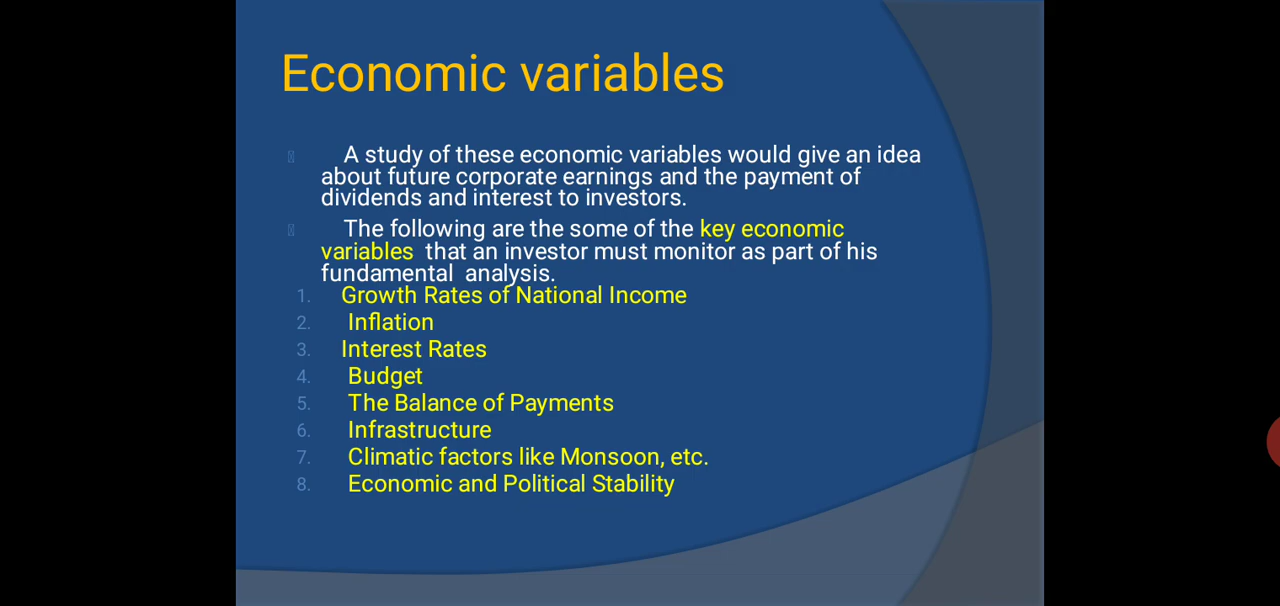 Economic variables
A study of these economic variables would give an idea
about future corporate earnings and the payment of
dividends and interest to investors.
The following are the some of the key economic
variables that an investor must monitor as part of his
fundamental analysis.
1. Growth Rates of National Income
2. Inflation
3. Interest Rates
4. Budget
5. The Balance of Payments
6. Infrastructure
7. Climatic factors like Monsoon, etc.
8. Economic and Political Stability